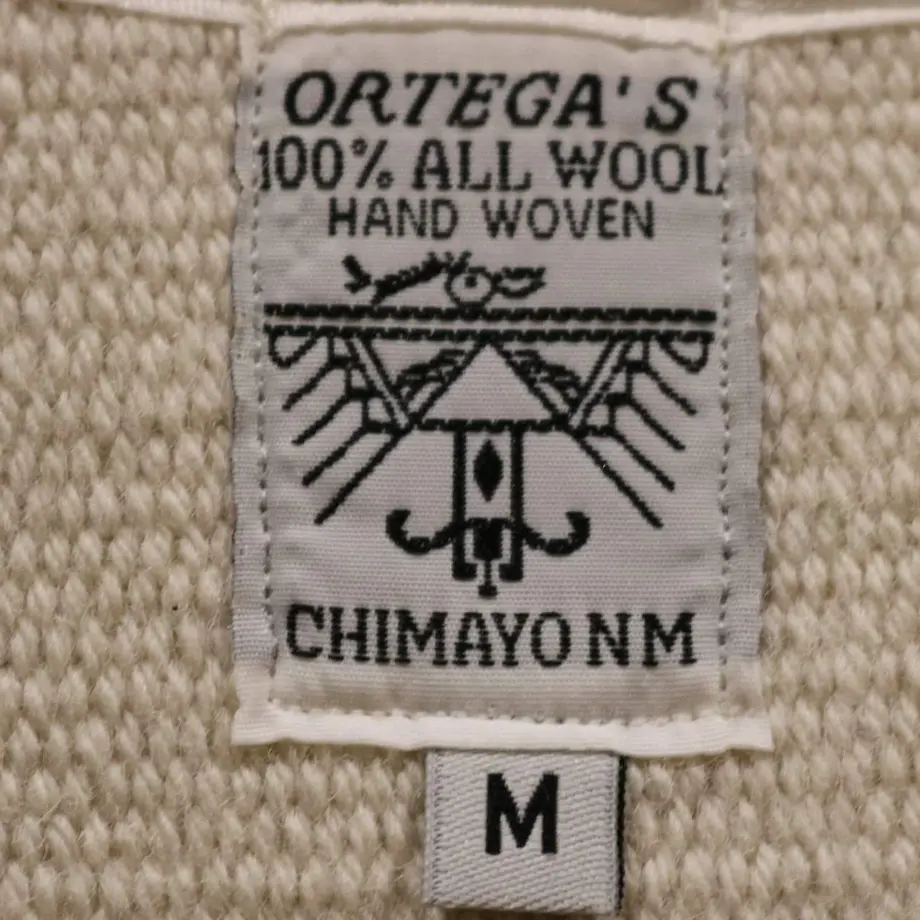 ORTEGA'S
100% ALL WOOL
HAND WOVEN
CHIMAYO NM
M